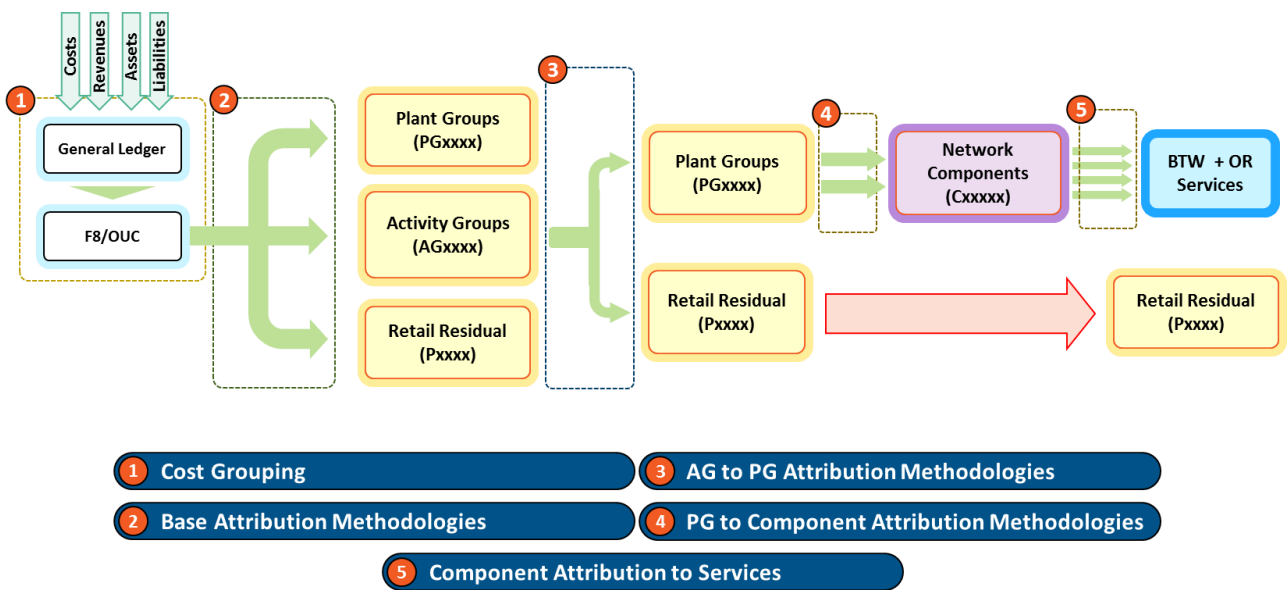 Costs
Revenues
Assets
Liabilities
1
General Ledger
F8/OUC
2
Plant Groups
(PGxxxx)
Activity Groups
(AGxxxx)
Retail Residual
(Pxxxx)
3
Plant Groups
(PGxxxx)
Retail Residual
(Pxxxx)
4
Network
Components
(Cxxxxx)
5
BTW + OR
Services
Retail Residual
(Pxxxx)
1 Cost Grouping
2 Base Attribution Methodologies
3 AG to PG Attribution Methodologies
4 PG to Component Attribution Methodologies
5 Component Attribution to Services